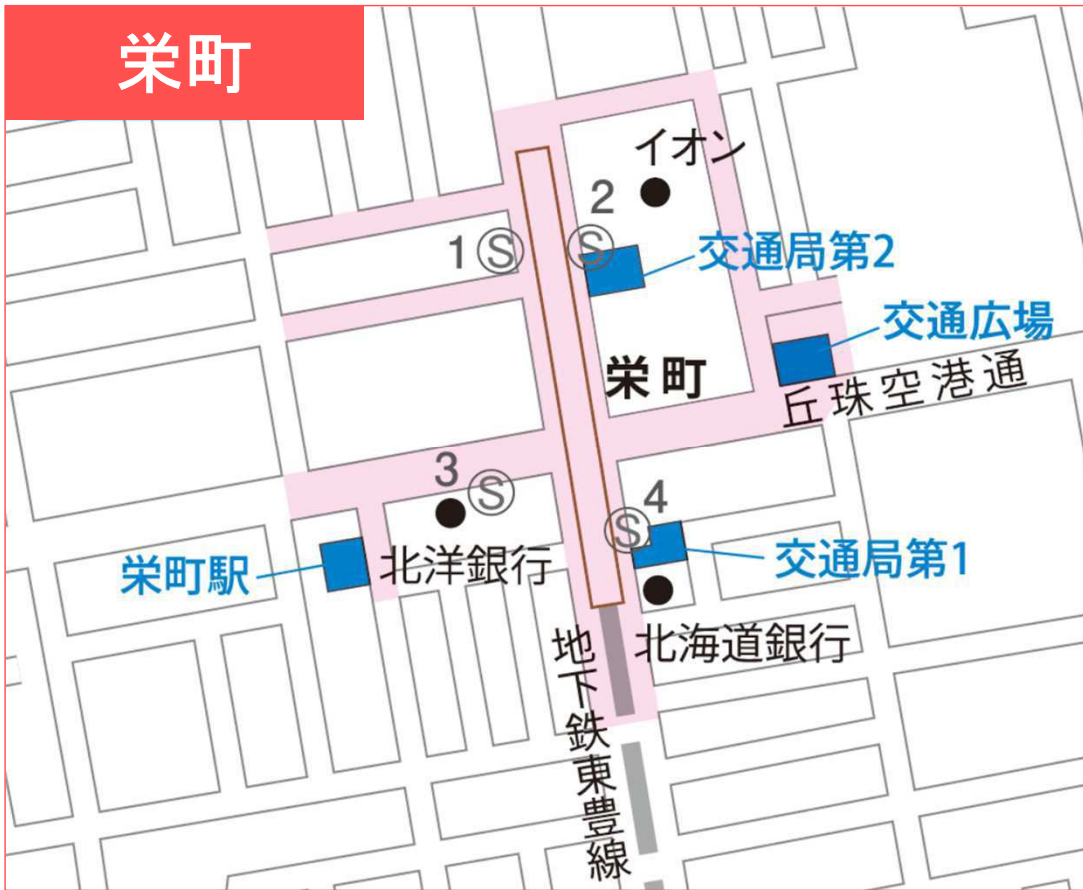 栄町
イオン
2
1 Ⓢ
Ⓢ
交通局第2
交通広場
栄町
丘珠空港通
3
Ⓢ
4
Ⓢ
栄町駅
北洋銀行
交通局第1
北海道銀行
地下鉄東豊線